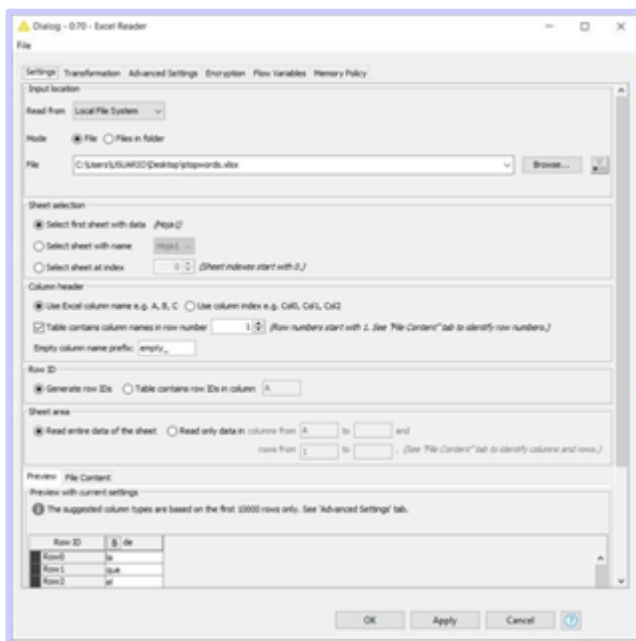 Dialog - 0:70 - Excel Reader
File
Settings Transformation Advanced Settings Encryption Flow Variables Memory Policy
Input location
Read from Local File System
Mode File Files in folder
File C:\Users\USUARIO\Desktop\stopwords.xlsx Browse...
Sheet selection
Select first sheet with data (Hoja1)
Select sheet with name Hoja1
Select sheet at index 0 (Sheet indexes start with 0.)
Column header
Use Excel column name e.g. A, B, C Use column index e.g. Col0, Col1, Col2
Table contains column names in row number 1 (Row numbers start with 1. See "File Content" tab to identify row numbers.)
Empty column name prefix: empty_
Row ID
Generate row IDs Table contains row IDs in column A
Sheet area
Read entire data of the sheet Read only data in columns from A to and
rows from 1 to . (See "File Content" tab to identify columns and rows.)
Preview File Content
Preview with current settings
The suggested column types are based on the first 10000 rows only. See 'Advanced Settings' tab.
Row ID S de
Row0 la
Row1 que
Row2 el
OK Apply Cancel ?